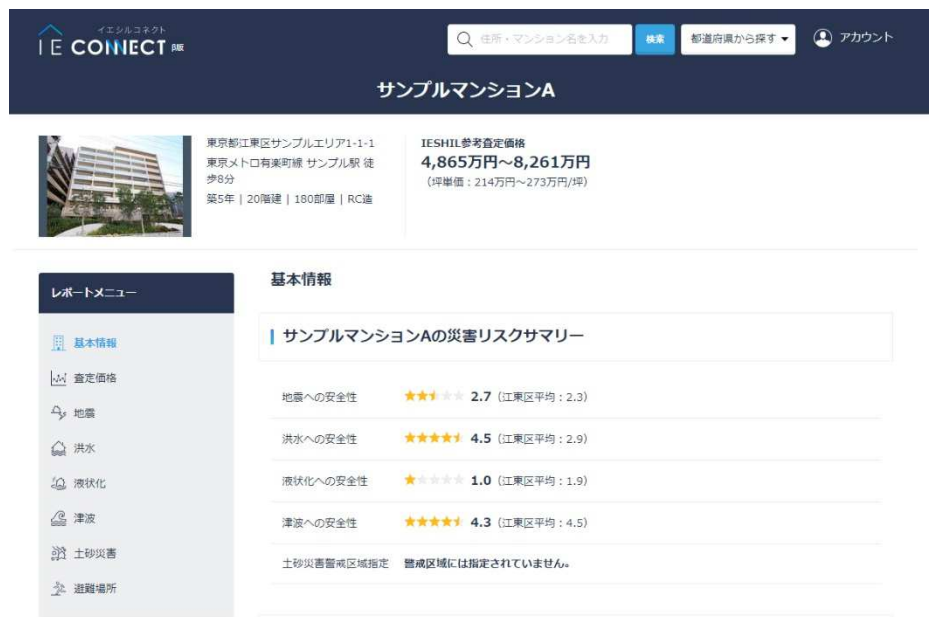 イエシルコネクト
IE CONNECT β版
住所・マンション名を入力
検索
都道府県から探す
アカウント
サンプルマンションA
東京都江東区サンプルエリア1-1-1
東京メトロ有楽町線 サンプル駅 徒
歩8分
築5年 | 20階建 | 180部屋 | RC造
IESHIL参考査定価格
4,865万円～8,261万円
（坪単価：214万円～273万円/坪）
レポートメニュー
基本情報
査定価格
地震
洪水
液状化
津波
土砂災害
避難場所
基本情報
サンプルマンションAの災害リスクサマリー
地震への安全性 2.7（江東区平均：2.3）
洪水への安全性 4.5（江東区平均：2.9）
液状化への安全性 1.0（江東区平均：1.9）
津波への安全性 4.3（江東区平均：4.5）
土砂災害警戒区域指定 警戒区域には指定されていません。